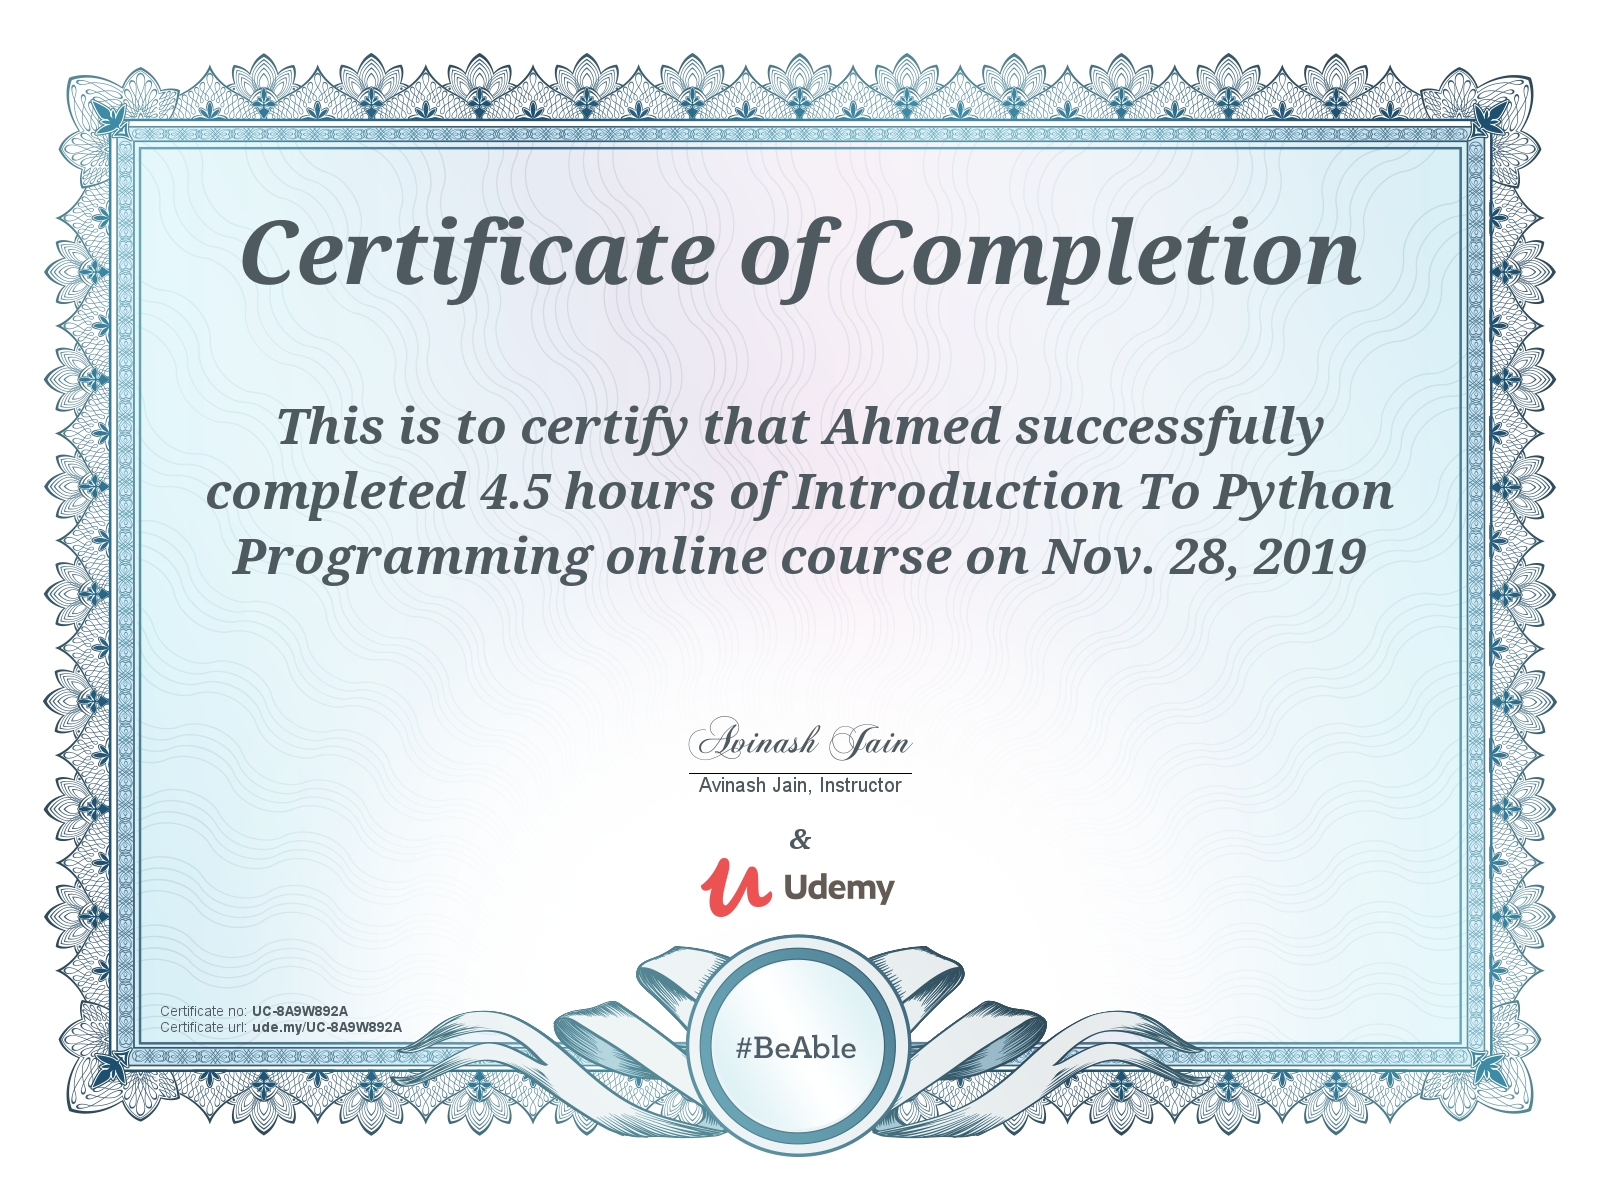 Certificate of Completion
This is to certify that Ahmed successfully
completed 4.5 hours of Introduction To Python
Programming online course on Nov. 28, 2019
Avinash Jain
Avinash Jain, Instructor
&
Udemy
Certificate no: UC-8A9W892A
Certificate url: ude.my/UC-8A9W892A
#BeAble